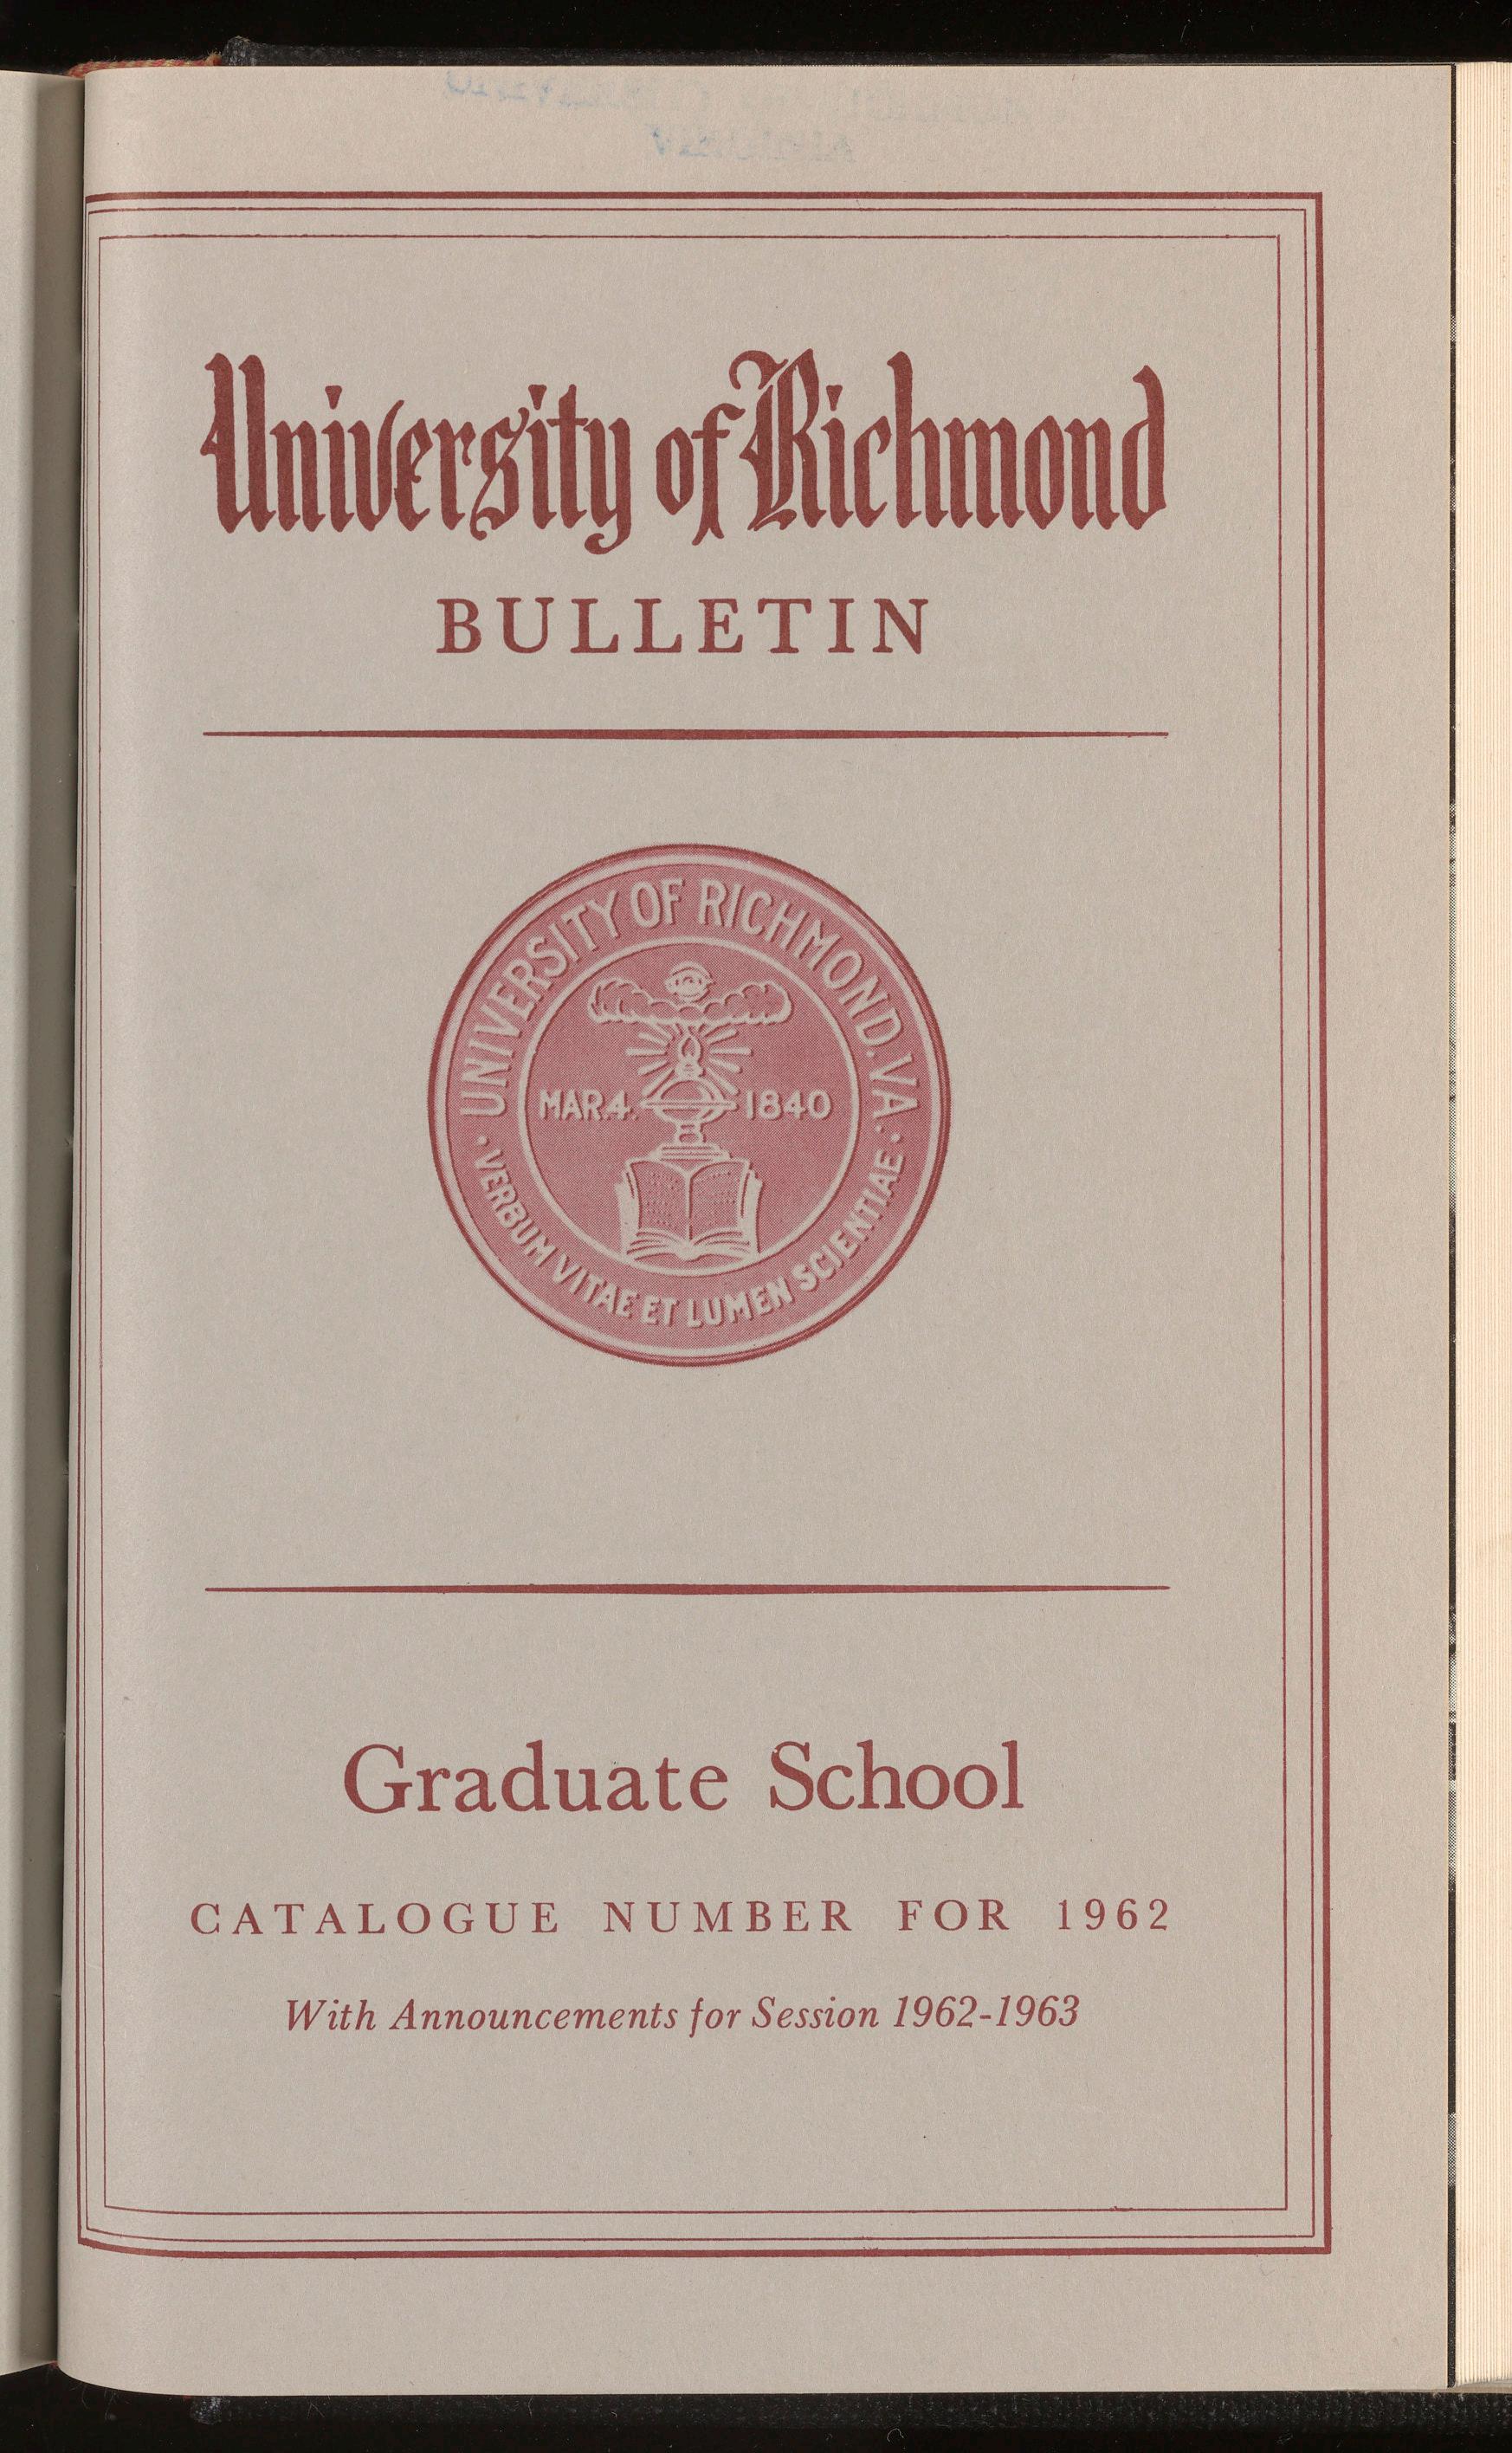 University of Richmond
BULLETIN
UNIVERSITY OF RICHMOND. VA.
MAR. 4. 1840
· VERBUM VITAE ET LUMEN SCIENTIAE ·
Graduate School
CATALOGUE NUMBER FOR 1962
With Announcements for Session 1962-1963